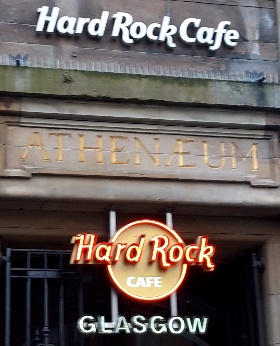 Hard Rock Cafe
ATHENÆUM
Hard Rock
CAFE
GLASGOW